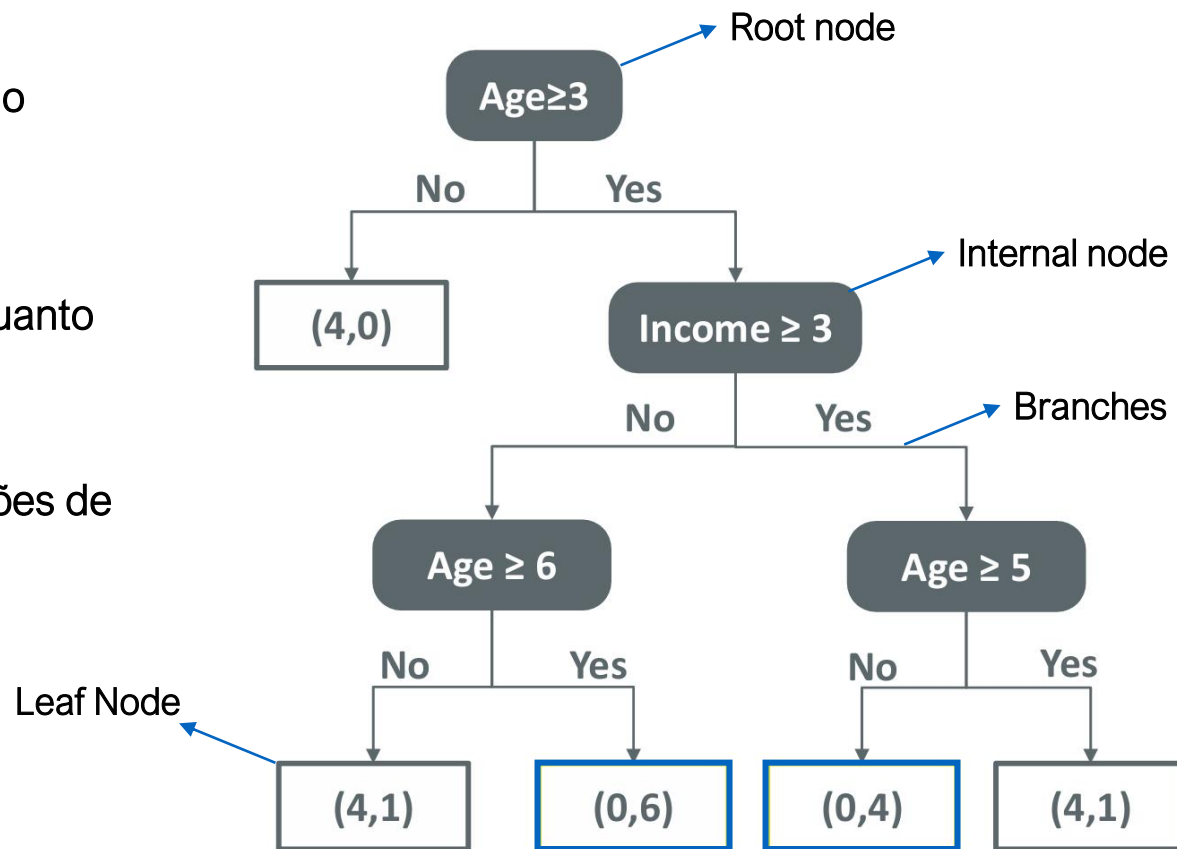 Root node
Age≥3
o
No
Yes
Internal node
(4,0)
Income ≥ 3
uanto
Branches
No
Yes
ões de
Age ≥ 6
Age ≥ 5
No
Yes
No
Yes
Leaf Node
(4,1)
(0,6)
(0,4)
(4,1)